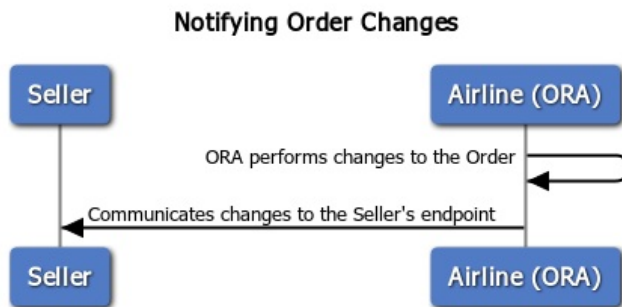 Notifying Order Changes
Seller
Airline (ORA)
ORA performs changes to the Order
Communicates changes to the Seller's endpoint
Seller
Airline (ORA)